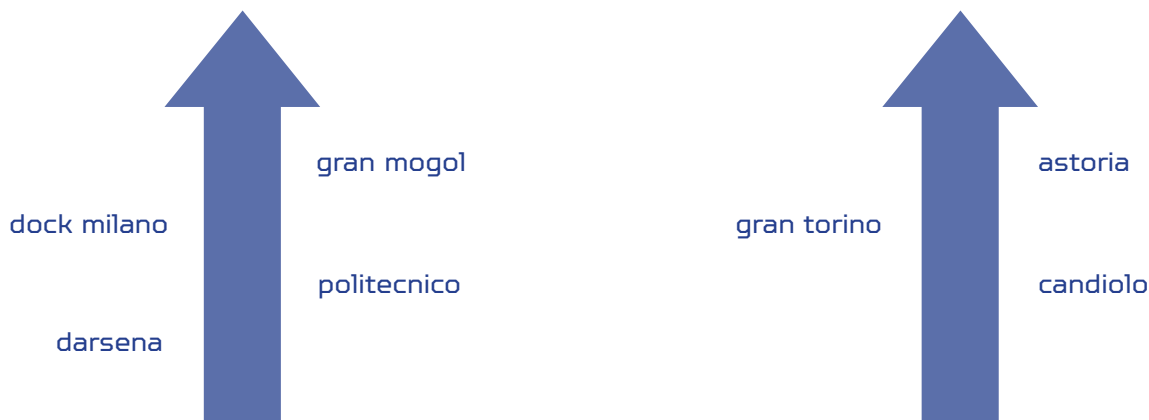 gran mogol
dock milano
politecnico
darsena
astoria
gran torino
candiolo